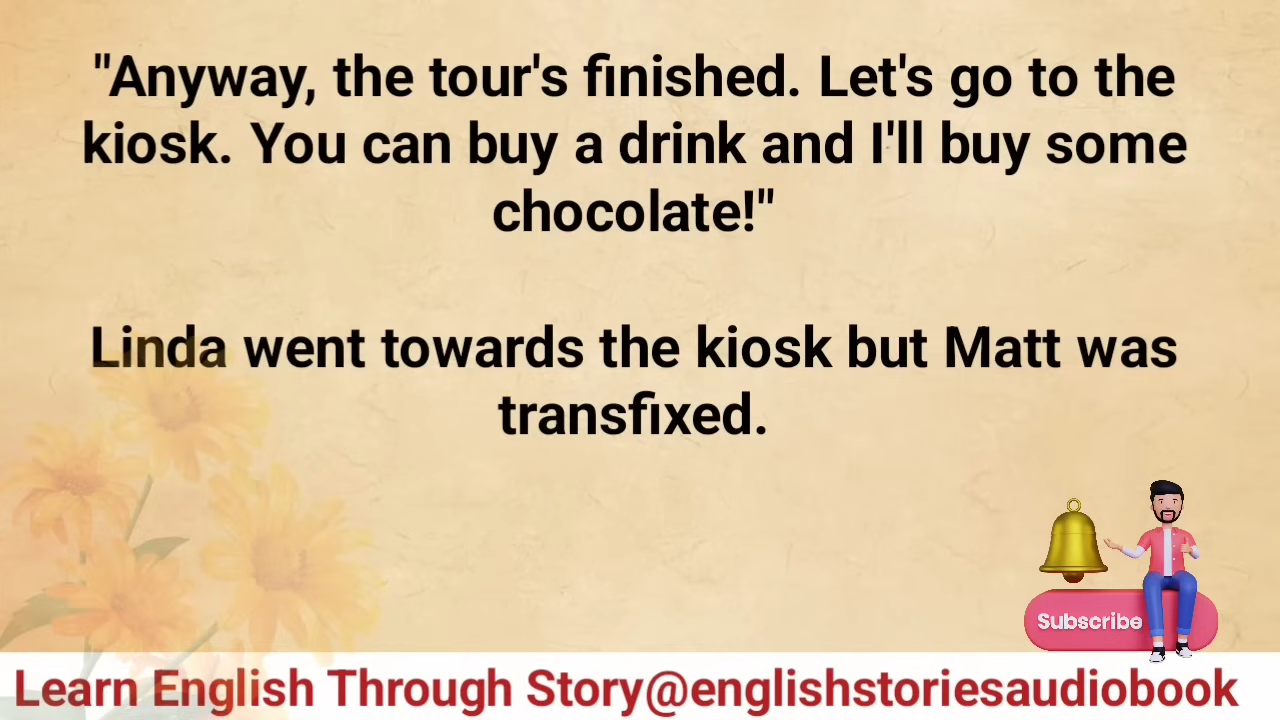 "Anyway, the tour's finished. Let's go to the
kiosk. You can buy a drink and I'll buy some
chocolate!"
Linda went towards the kiosk but Matt was
transfixed.
Subscribe
Learn English Through Story@englishstoriesaudiobook